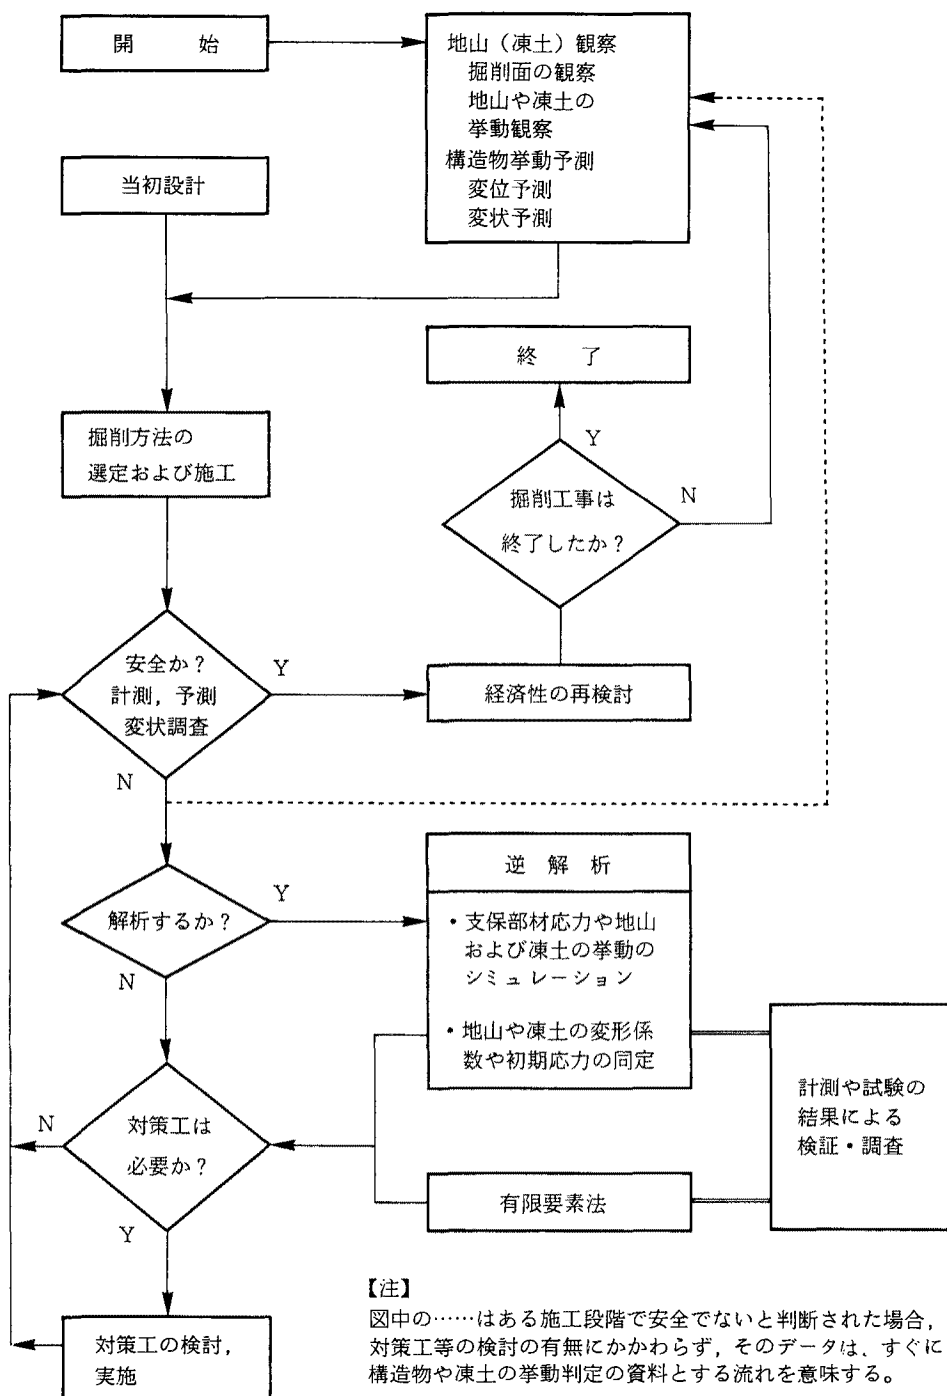 開　始
地山（凍土）観察
掘削面の観察
地山や凍土の
挙動観察
構造物挙動予測
変位予測
変状予測
当初設計
終　了
掘削方法の
選定および施工
Y
掘削工事は
終了したか？
N
安全か？
計測，予測
変状調査
Y
経済性の再検討
N
逆　解　析
解析するか？
Y
・支保部材応力や地山
および凍土の挙動の
シミュレーション
N
・地山や凍土の変形係
数や初期応力の同定
計測や試験の
結果による
検証・調査
対策工は
必要か？
N
有限要素法
Y
対策工の検討，
実施
【注】
図中の……はある施工段階で安全でないと判断された場合，
対策工等の検討の有無にかかわらず，そのデータは、すぐに
構造物や凍土の挙動判定の資料とする流れを意味する。